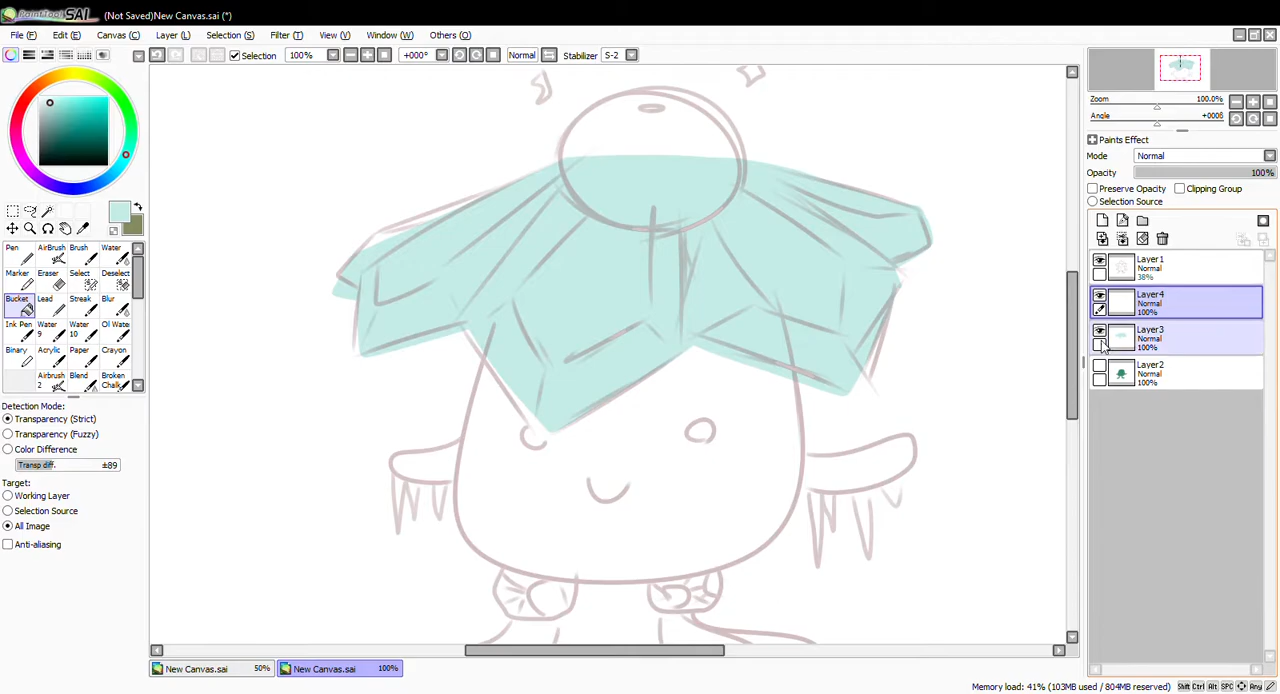 PaintTool SAI (Not Saved)New Canvas.sai (*)
File (F) Edit (E) Canvas (C) Layer (L) Selection (S) Filter (T) View (V) Window (W) Others (O)
Selection 100% +000° Normal Stabilizer S-2
Zoom 100.0%
Angle +000δ
Paints Effect
Mode Normal
Opacity 100%
Preserve Opacity Clipping Group
Selection Source
Pen AirBrush Brush Water
Marker Eraser Select Deselect
Bucket Lead Streak Blur
Ink Pen Water 9 Water 10 Oil Water
Binary Acrylic Paper Crayon
Airbrush 2 Blend Broken Chalk
Detection Mode:
Transparency (Strict)
Transparency (Fuzzy)
Color Difference
Transp diff. ±89
Target:
Working Layer
Selection Source
All Image
Anti-aliasing
Layer1
Normal
38%
Layer4
Normal
100%
Layer3
Normal
100%
Layer2
Normal
100%
New Canvas.sai 50% New Canvas.sai 100%
Memory load: 41% (103MB used / 804MB reserved) Shift Ctrl Alt SPC Any